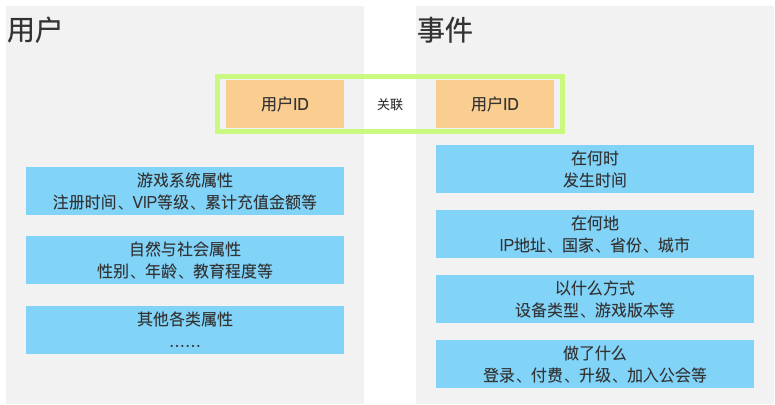 用户
事件
用户ID
关联
用户ID
游戏系统属性
注册时间、VIP等级、累计充值金额等
自然与社会属性
性别、年龄、教育程度等
其他各类属性
……
在何时
发生时间
在何地
IP地址、国家、省份、城市
以什么方式
设备类型、游戏版本等
做了什么
登录、付费、升级、加入公会等